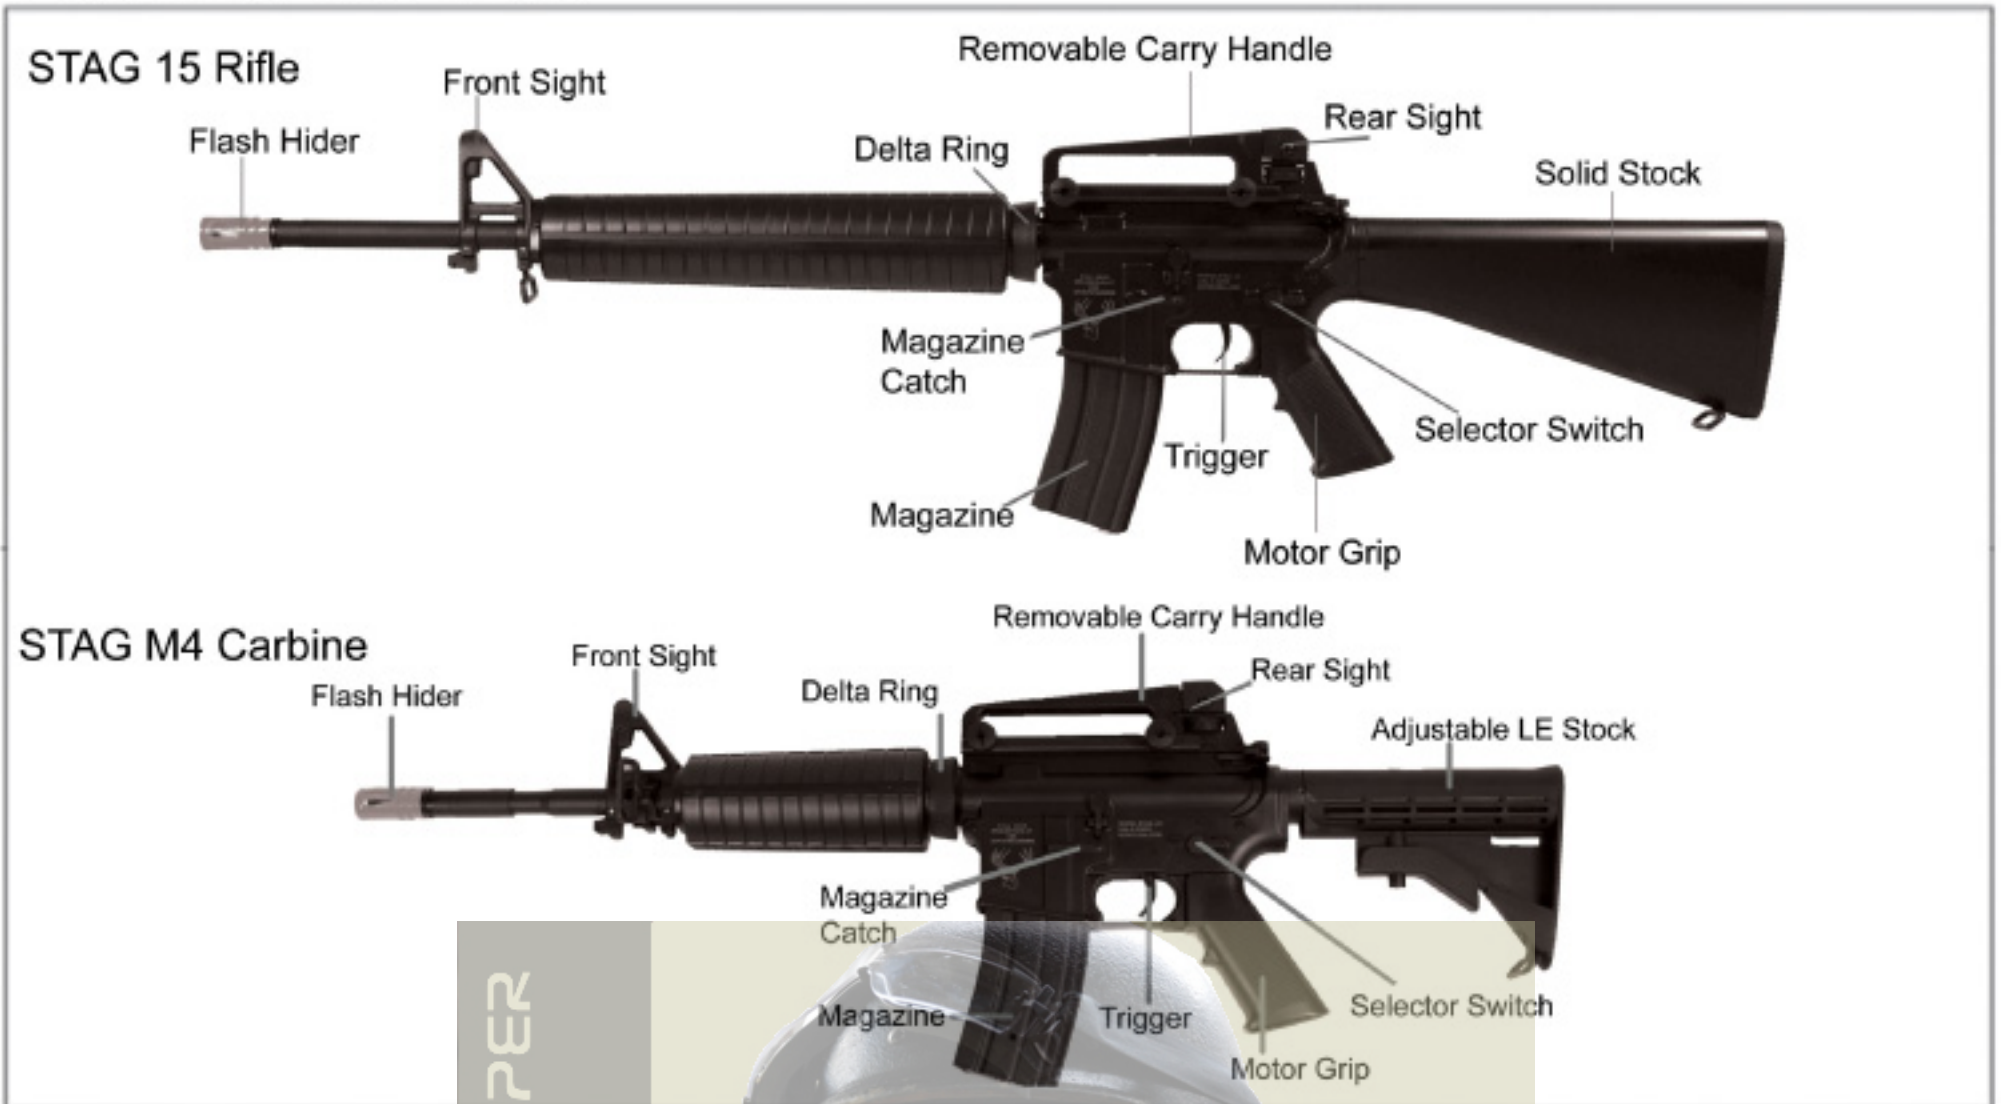 STAG 15 Rifle
Removable Carry Handle
Front Sight
Rear Sight
Flash Hider
Delta Ring
Solid Stock
Magazine
Catch
Selector Switch
Trigger
Magazine
Motor Grip
STAG M4 Carbine
Removable Carry Handle
Front Sight
Rear Sight
Flash Hider
Delta Ring
Adjustable LE Stock
Magazine
Catch
Magazine
Trigger
Selector Switch
Motor Grip
PER